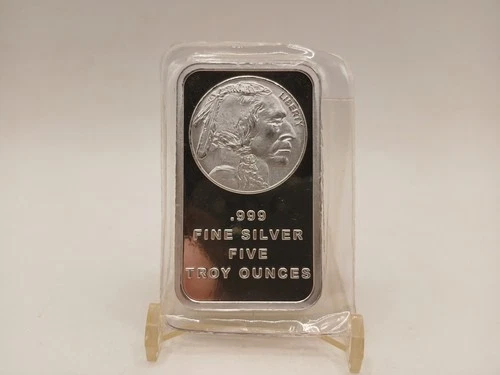 LIBERTY
.999
FINE SILVER
FIVE
TROY OUNCES